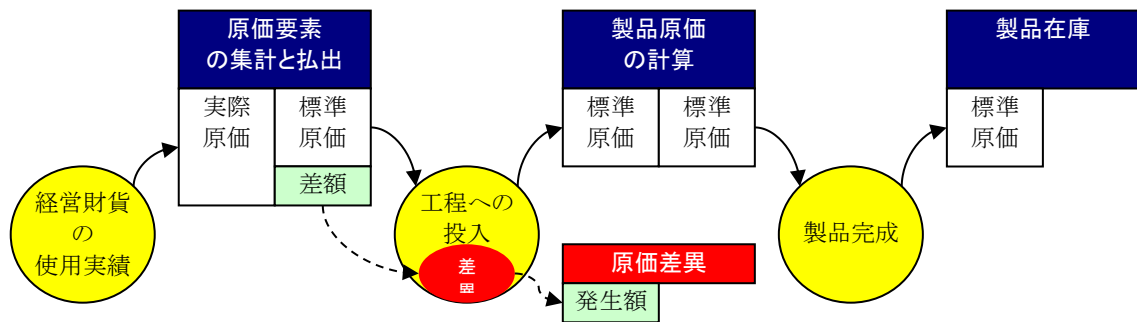 原価要素
の集計と払出
実際
原価
標準
原価
差額
経営財貨
の
使用実績
工程への
投入
差
異
製品原価
の計算
標準
原価
標準
原価
原価差異
発生額
製品完成
製品在庫
標準
原価